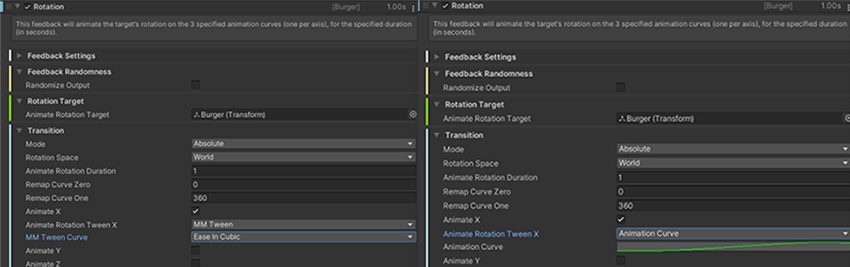 Rotation
[Burger]
1.00s
This feedback will animate the target's rotation on the 3 specified animation curves (one per axis), for the specified duration
(in seconds).
Feedback Settings
Feedback Randomness
Randomize Output
Rotation Target
Animate Rotation Target
Burger (Transform)
Transition
Mode
Absolute
Rotation Space
World
Animate Rotation Duration
1
Remap Curve Zero
0
Remap Curve One
360
Animate X
Animate Rotation Tween X
MM Tween
MM Tween Curve
Ease In Cubic
Animate Y
Animate Z
Rotation
[Burger]
1.00s
This feedback will animate the target's rotation on the 3 specified animation curves (one per axis), for the specified duration
(in seconds).
Feedback Settings
Feedback Randomness
Randomize Output
Rotation Target
Animate Rotation Target
Burger (Transform)
Transition
Mode
Absolute
Rotation Space
World
Animate Rotation Duration
1
Remap Curve Zero
0
Remap Curve One
360
Animate X
Animate Rotation Tween X
Animation Curve
Animation Curve
Animate Y